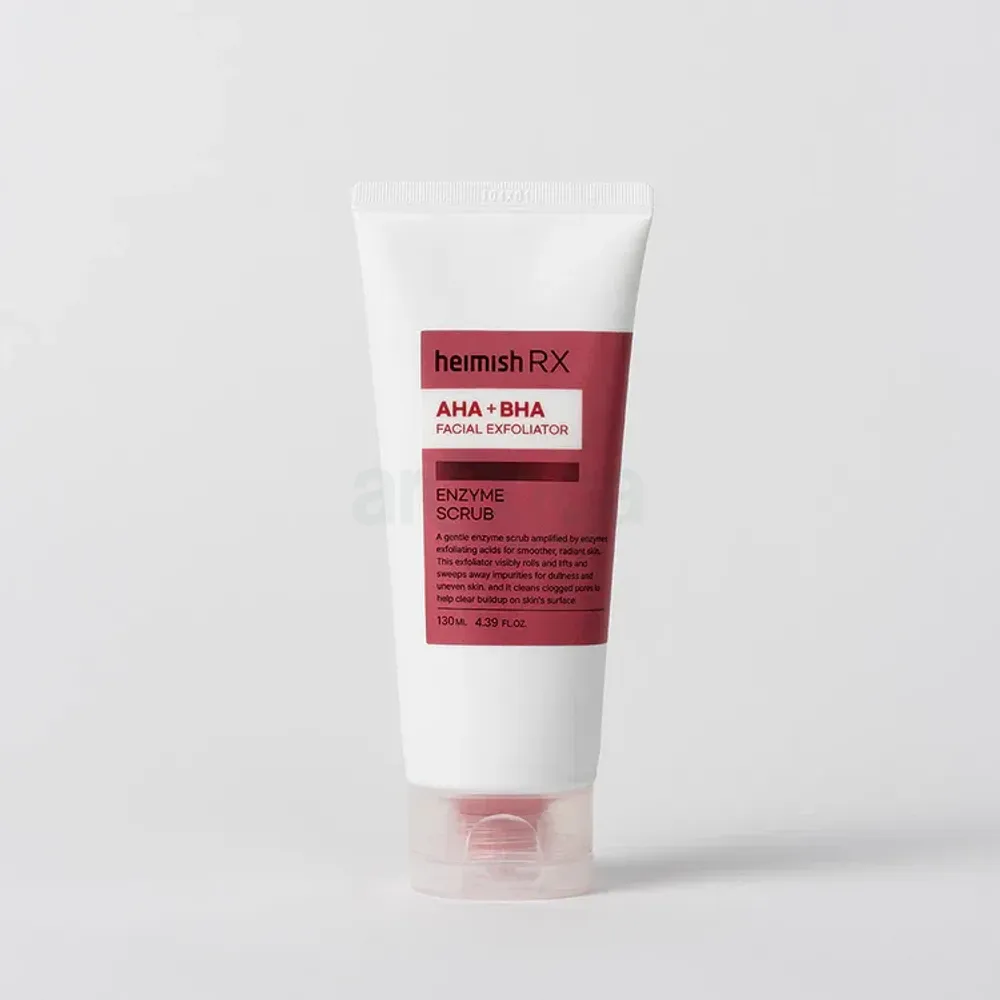 heimish RX
AHA + BHA
FACIAL EXFOLIATOR
ENZYME
SCRUB
A gentle enzyme scrub amplified by enzymes
exfoliating acids for smoother, radiant skin.
This exfoliator visibly rolls and lifts and
sweeps away impurities for dullness and
uneven skin, and it cleans clogged pores to
help clear buildup on skin's surface
130 ML 4.39 FL.OZ.